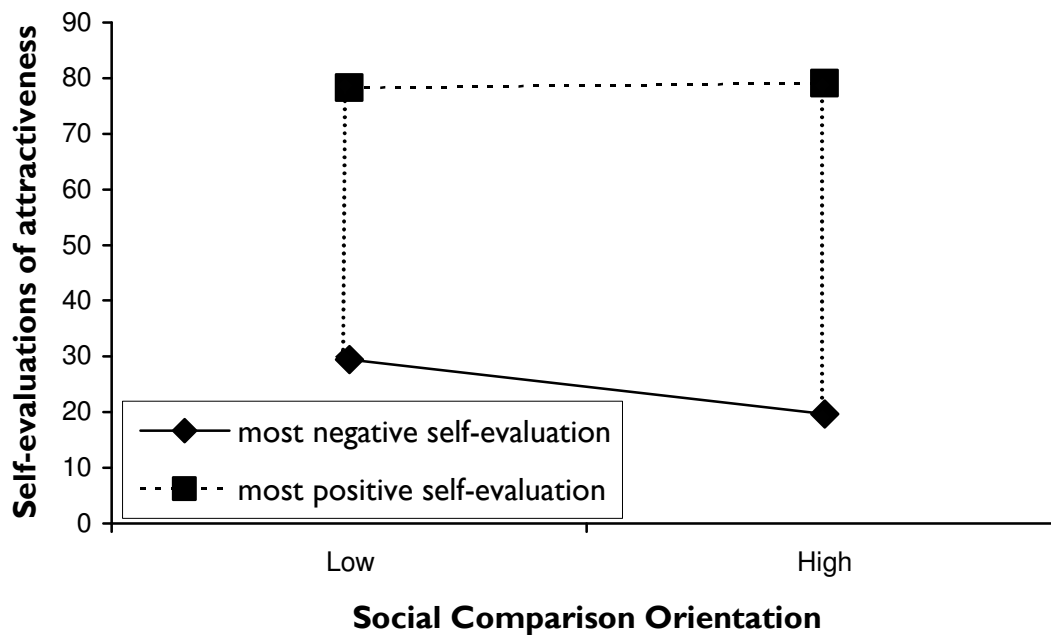 Self-evaluations of attractiveness
90
80
70
60
50
40
30
20
10
0
most negative self-evaluation
most positive self-evaluation
Low
High
Social Comparison Orientation